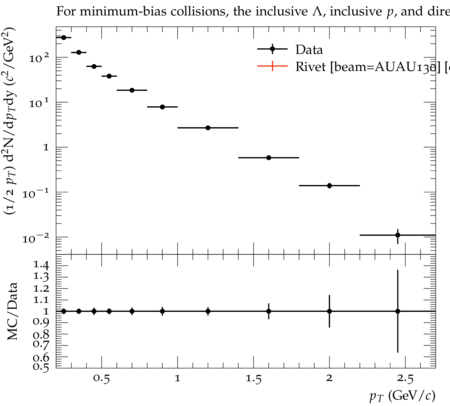 For minimum-bias collisions, the inclusive Λ, inclusive p, and dire
(1/2 p_T) d²N/dp_Tdy (c²/GeV²)
10²
10¹
1
10⁻¹
10⁻²
Data
Rivet [beam=AUAU130] [c
MC/Data
1.4
1.3
1.2
1.1
1
0.9
0.8
0.7
0.6
0.5
0.5 1 1.5 2 2.5
p_T (GeV/c)